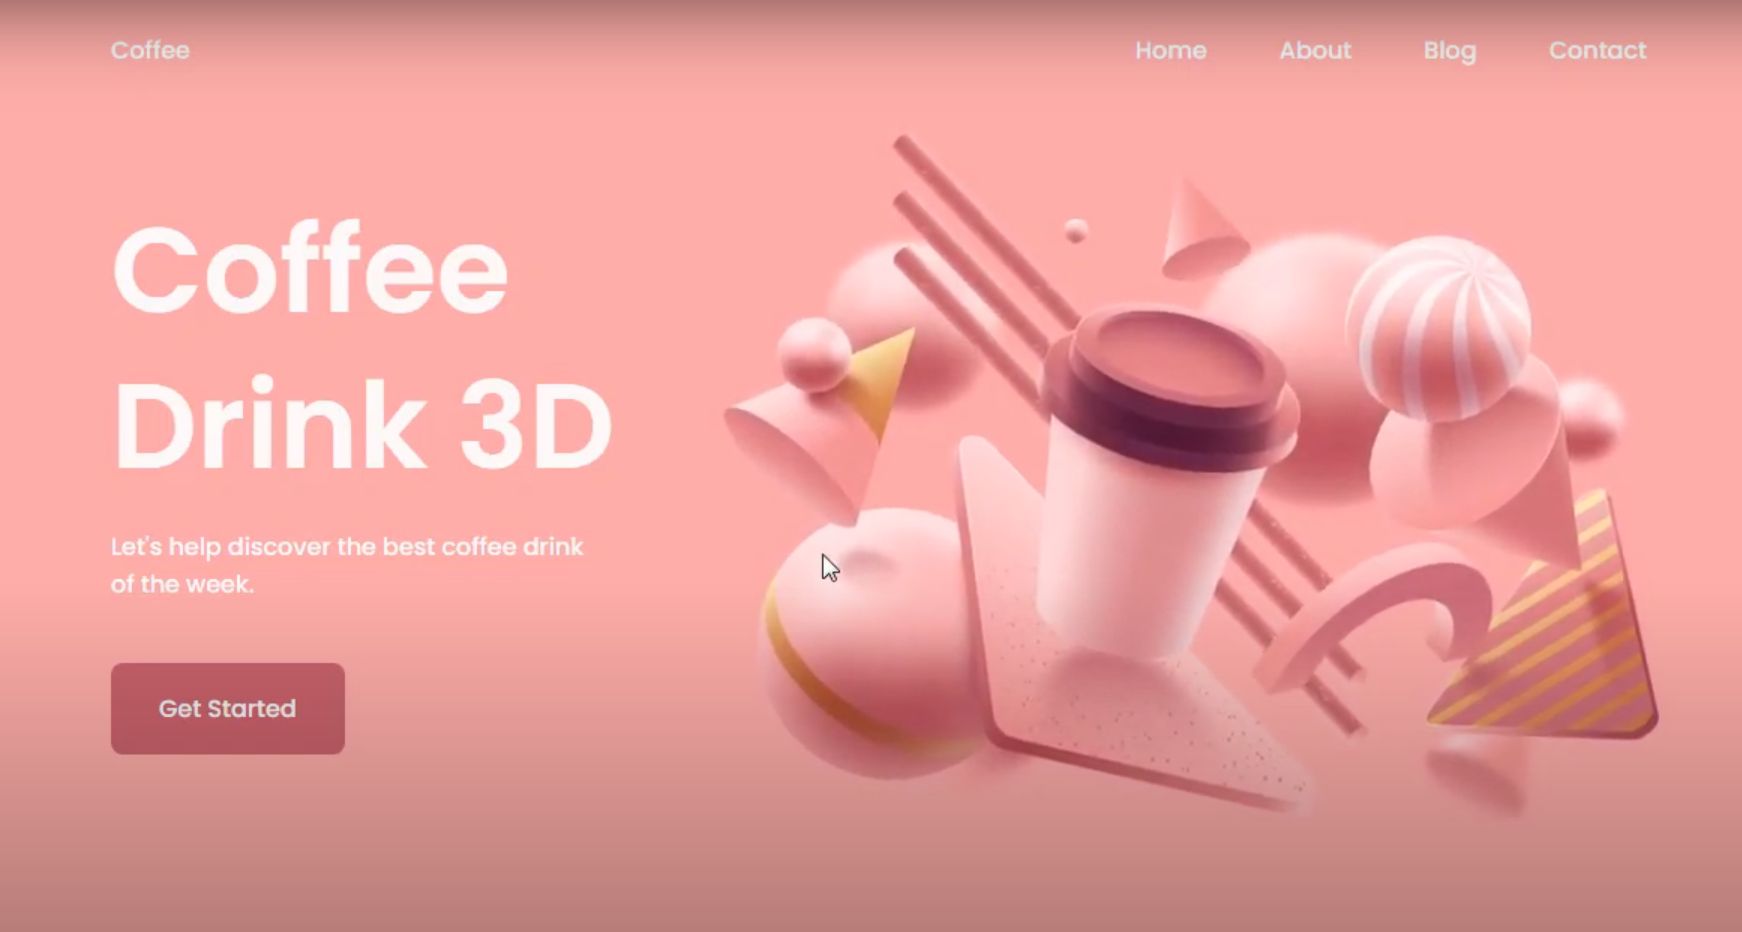 Coffee
Home About Blog Contact
Coffee
Drink 3D
Let's help discover the best coffee drink
of the week.
Get Started